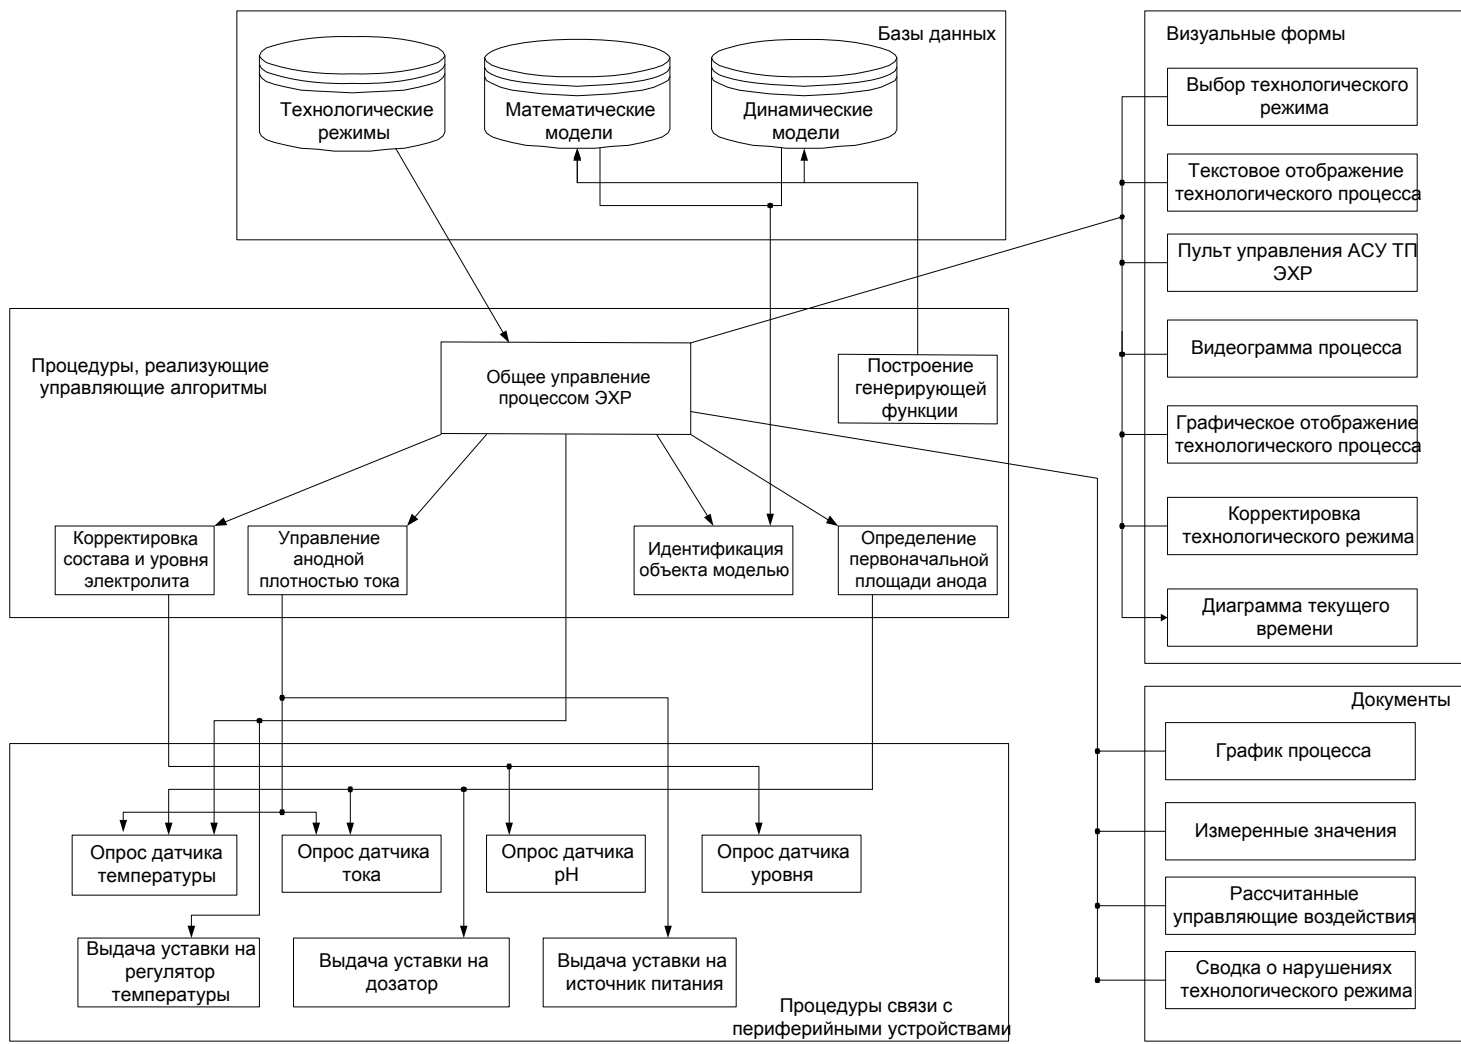 Базы данных
Технологические
режимы
Математические
модели
Динамические
модели
Визуальные формы
Выбор технологического
режима
Текстовое отображение
технологического процесса
Пульт управления АСУ ТП
ЭХР
Видеограмма процесса
Графическое отображение
технологического процесса
Корректировка
технологического режима
Диаграмма текущего
времени
Процедуры, реализующие
управляющие алгоритмы
Общее управление
процессом ЭХР
Построение
генерирующей
функции
Корректировка
состава и уровня
электролита
Управление
анодной
плотностью тока
Идентификация
объекта моделью
Определение
первоначальной
площади анода
Документы
График процесса
Измеренные значения
Рассчитанные
управляющие воздействия
Сводка о нарушениях
технологического режима
Опрос датчика
температуры
Опрос датчика
тока
Опрос датчика
pH
Опрос датчика
уровня
Выдача уставки на
регулятор
температуры
Выдача уставки на
дозатор
Выдача уставки на
источник питания
Процедуры связи с
периферийными устройствами